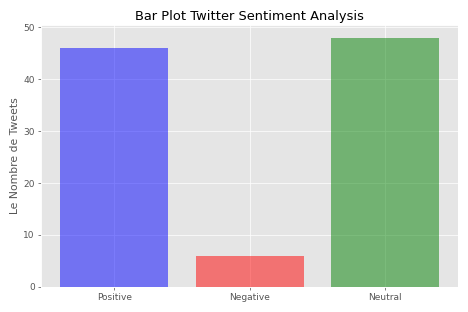 Bar Plot Twitter Sentiment Analysis
50
40
30
20
10
0
Le Nombre de Tweets
Positive
Negative
Neutral